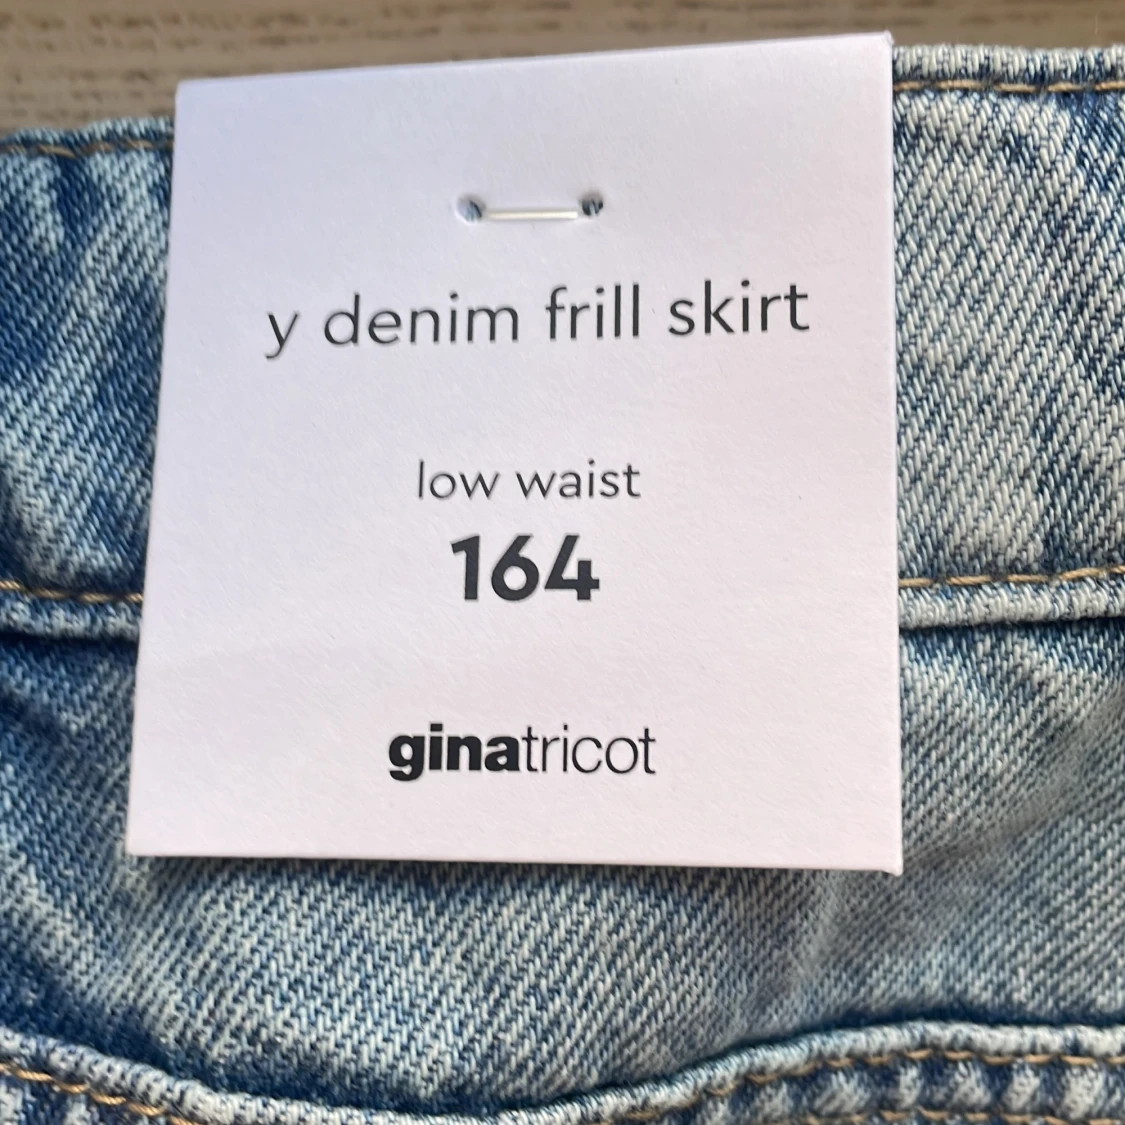 y denim frill skirt
low waist
164
ginatricot